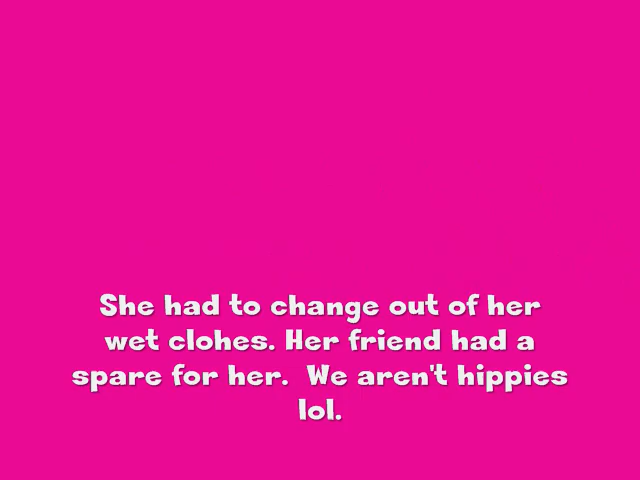 She had to change out of her
wet clohes. Her friend had a
spare for her.  We aren't hippies
lol.